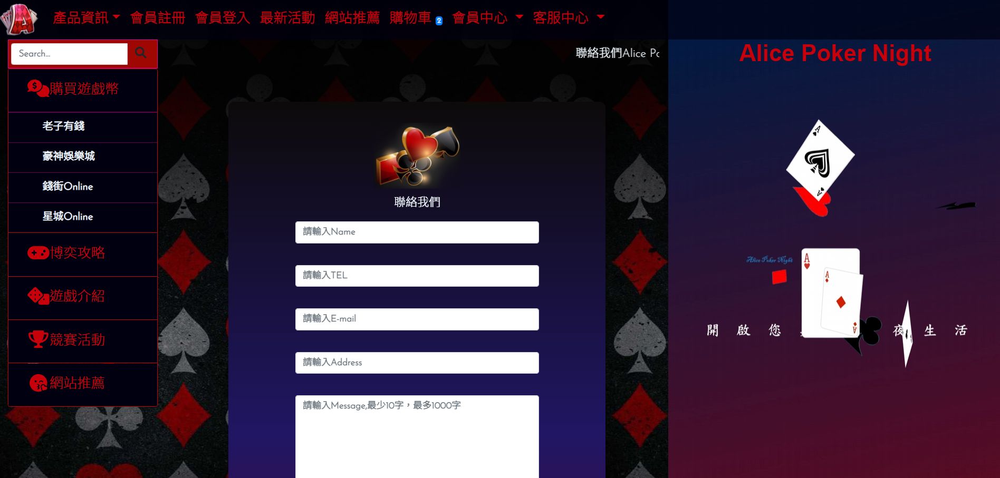 產品資訊 會員註冊 會員登入 最新活動 網站推薦 購物車 2 會員中心 客服中心
Search...
聯絡我們Alice Po
Alice Poker Night
購買遊戲幣
老子有錢
豪神娛樂城
錢街Online
星城Online
博奕攻略
遊戲介紹
競賽活動
網站推薦
聯絡我們
請輸入Name
請輸入TEL
請輸入E-mail
請輸入Address
請輸入Message,最少10字，最多1000字
A
A
Alice Poker Night
A
A
A
開啟您 夜生活